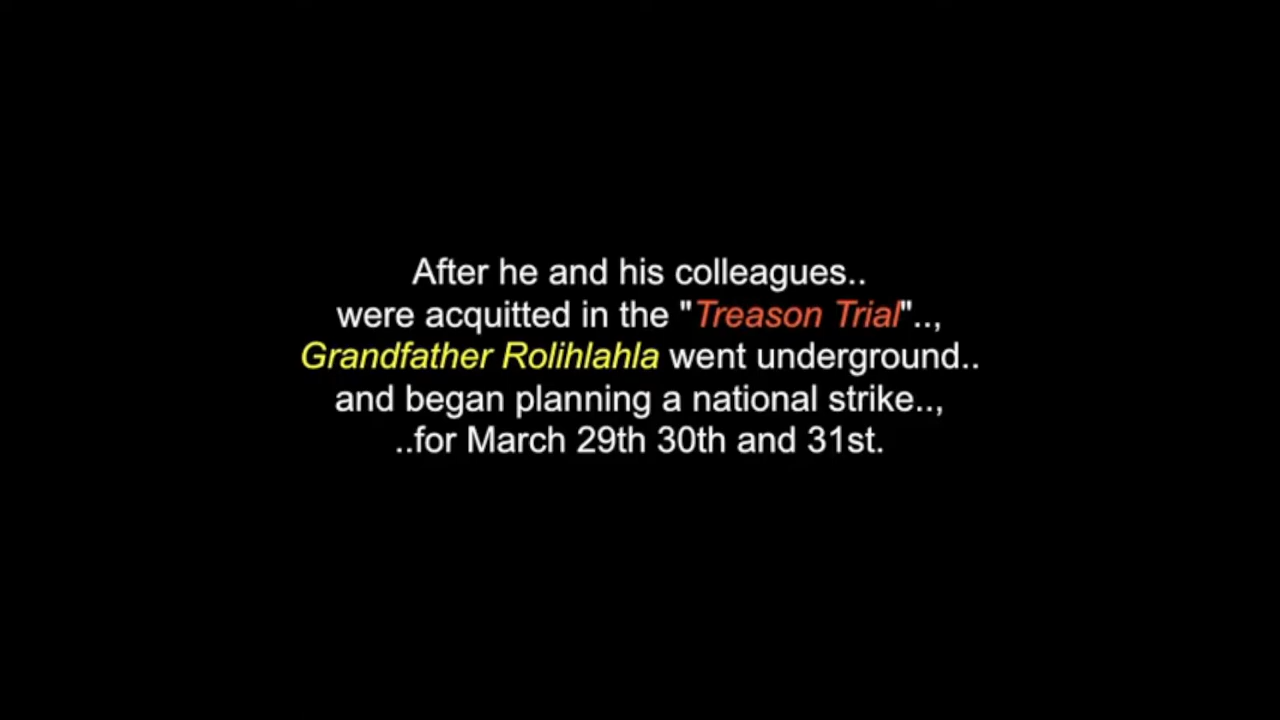 After he and his colleagues..
were acquitted in the "Treason Trial"..,
Grandfather Rolihlahla went underground..
and began planning a national strike..,
..for March 29th 30th and 31st.